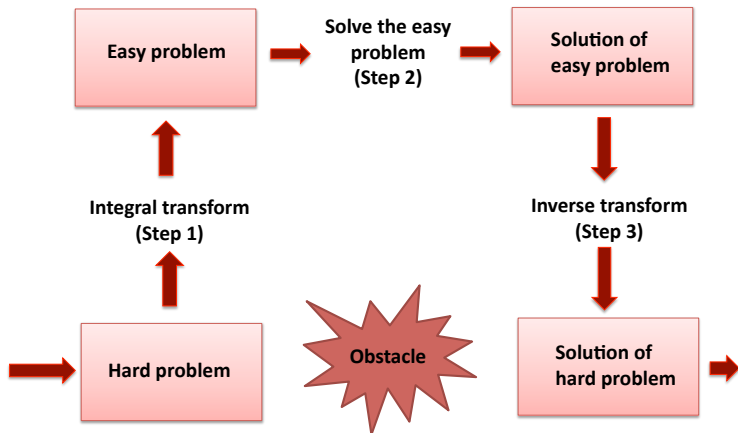 Easy problem
Solve the easy
problem
(Step 2)
Solution of
easy problem
Integral transform
(Step 1)
Inverse transform
(Step 3)
Hard problem
Obstacle
Solution of
hard problem